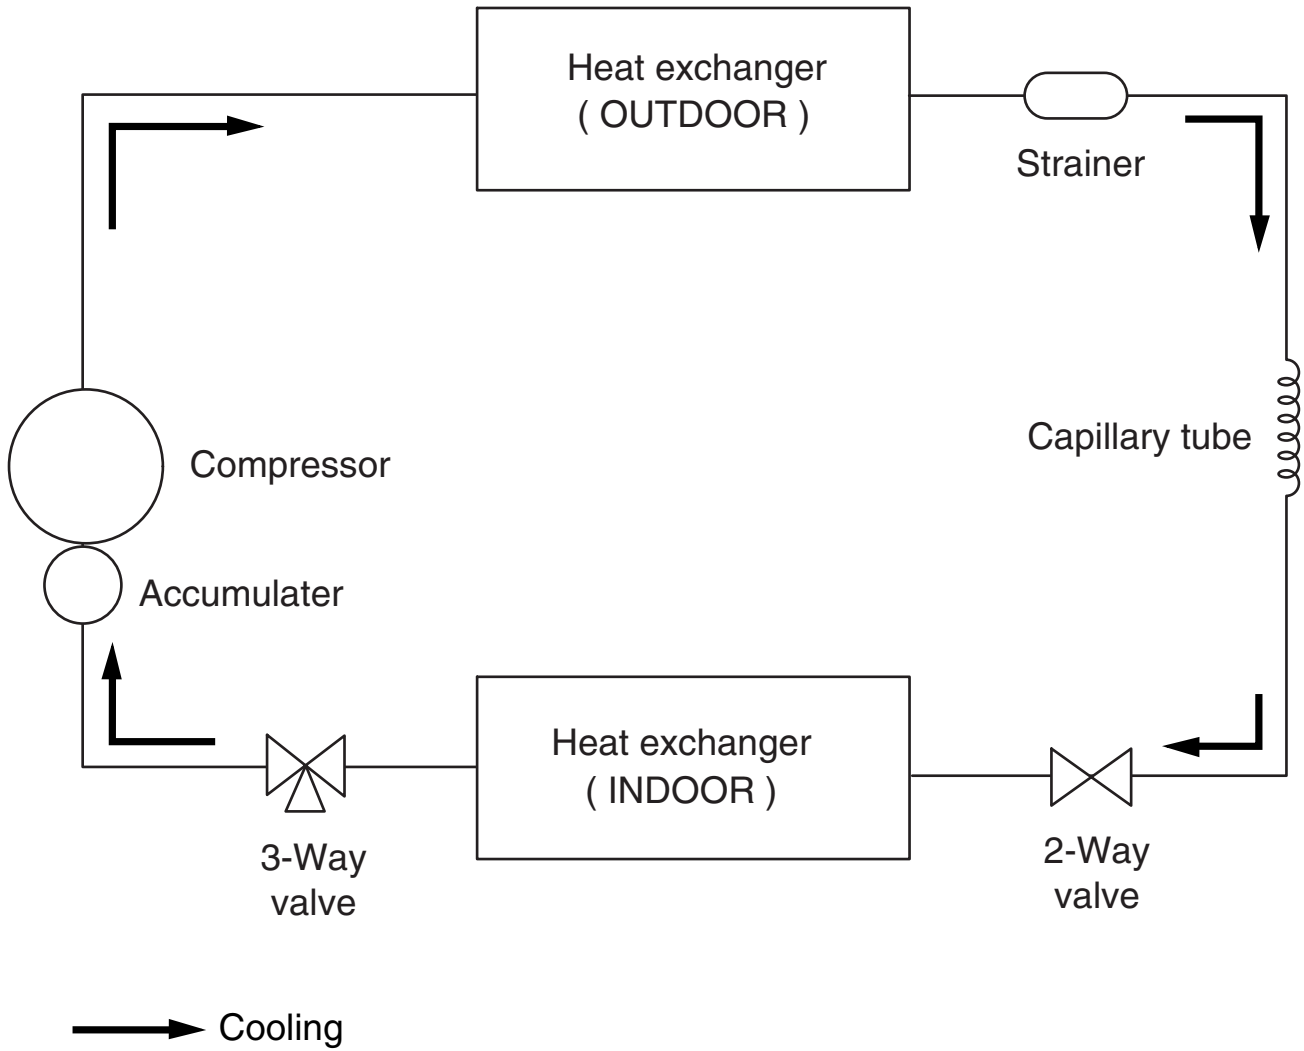 Heat exchanger
( OUTDOOR )
Strainer
Capillary tube
Compressor
Accumulater
Heat exchanger
( INDOOR )
3-Way
valve
2-Way
valve
Cooling